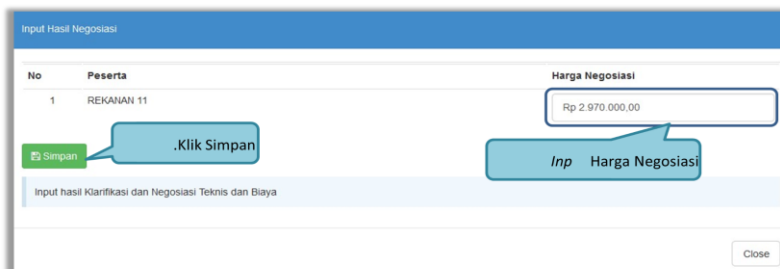 Input Hasil Negosiasi
No Peserta Harga Negosiasi
1 REKANAN 11 Rp 2.970.000,00
.Klik Simpan
Simpan
Inp Harga Negosiasi
Input hasil Klarifikasi dan Negosiasi Teknis dan Biaya
Close